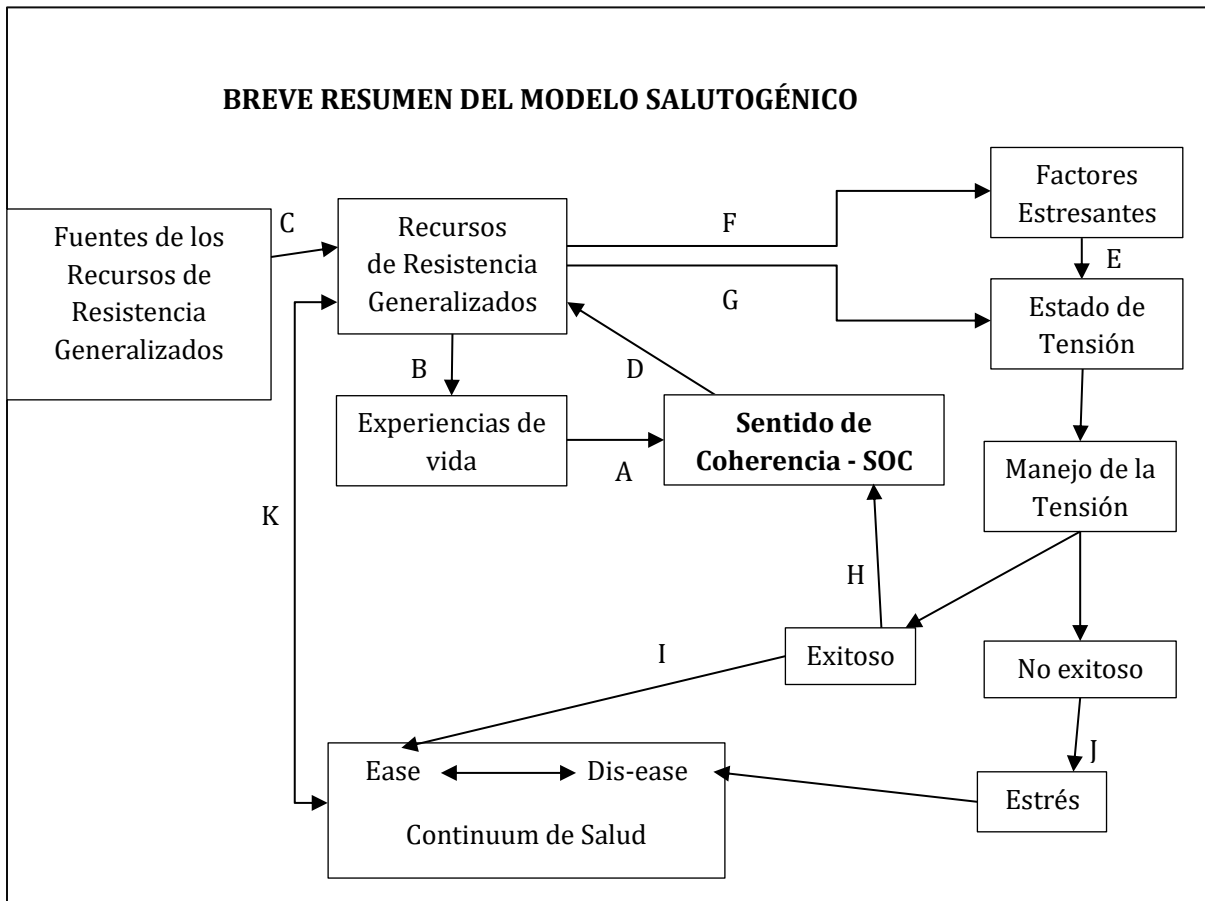 BREVE RESUMEN DEL MODELO SALUTOGÉNICO
Factores
Estresantes
Fuentes de los
Recursos de
Resistencia
Generalizados
C
Recursos
de Resistencia
Generalizados
F
G
E
Estado de
Tensión
B
D
Experiencias de
vida
A
Sentido de
Coherencia - SOC
Manejo de la
Tensión
K
H
I
Exitoso
No exitoso
J
Ease
Dis-ease
Continuum de Salud
Estrés